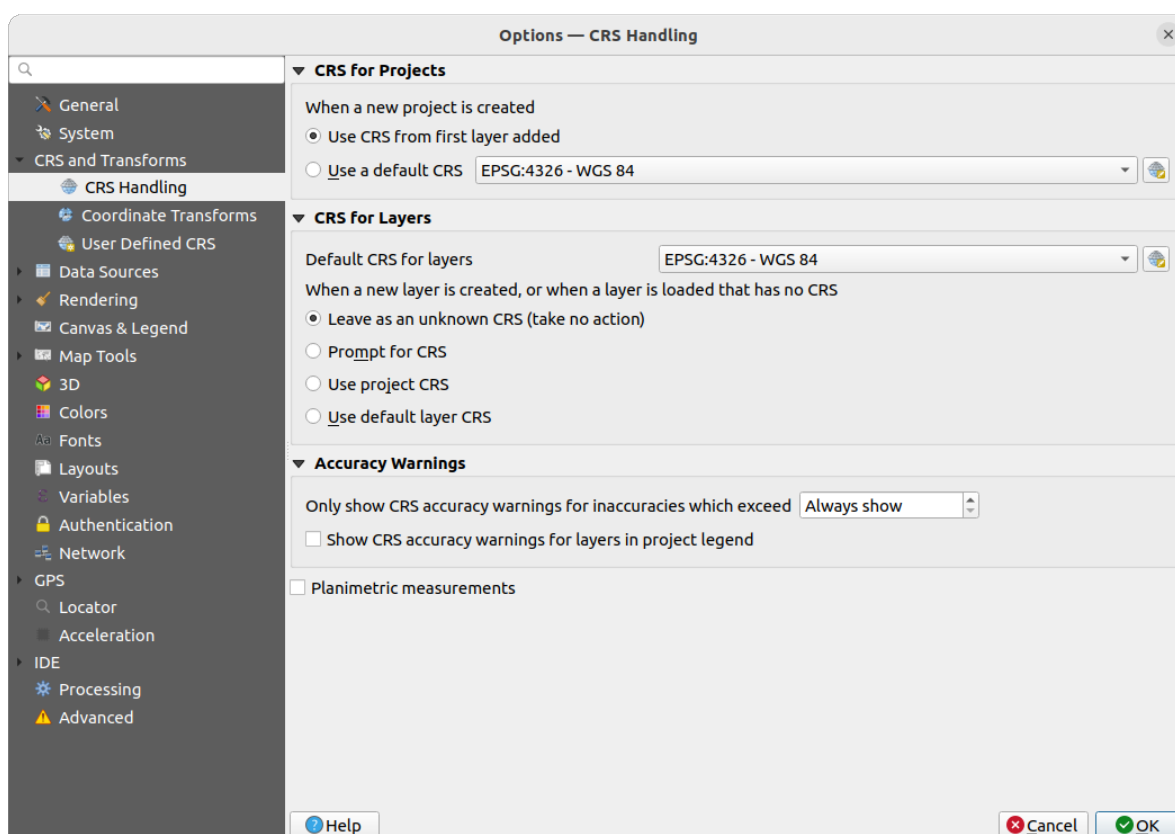 Options — CRS Handling
General
System
CRS and Transforms
CRS Handling
Coordinate Transforms
User Defined CRS
Data Sources
Rendering
Canvas & Legend
Map Tools
3D
Colors
Aa Fonts
Layouts
ε Variables
Authentication
Network
GPS
Locator
Acceleration
IDE
Processing
Advanced
CRS for Projects
When a new project is created
Use CRS from first layer added
Use a default CRS EPSG:4326 - WGS 84
CRS for Layers
Default CRS for layers EPSG:4326 - WGS 84
When a new layer is created, or when a layer is loaded that has no CRS
Leave as an unknown CRS (take no action)
Prompt for CRS
Use project CRS
Use default layer CRS
Accuracy Warnings
Only show CRS accuracy warnings for inaccuracies which exceed Always show
Show CRS accuracy warnings for layers in project legend
Planimetric measurements
Help Cancel OK